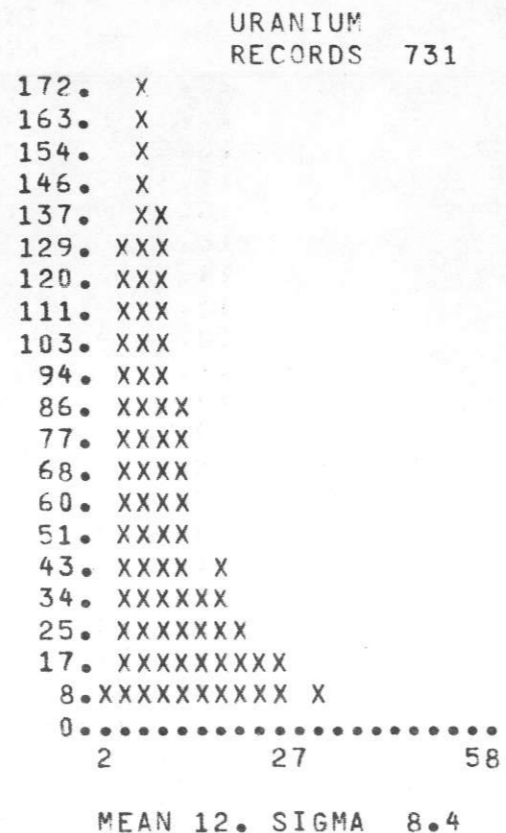 URANIUM
RECORDS 731
172. X
163. X
154. X
146. X
137. XX
129. XXX
120. XXX
111. XXX
103. XXX
94. XXX
86. XXXX
77. XXXX
68. XXXX
60. XXXX
51. XXXX
43. XXXX X
34. XXXXXX
25. XXXXXXX
17. XXXXXXXXX
8.XXXXXXXXXX X
0.......................
2 27 58
MEAN 12. SIGMA 8.4